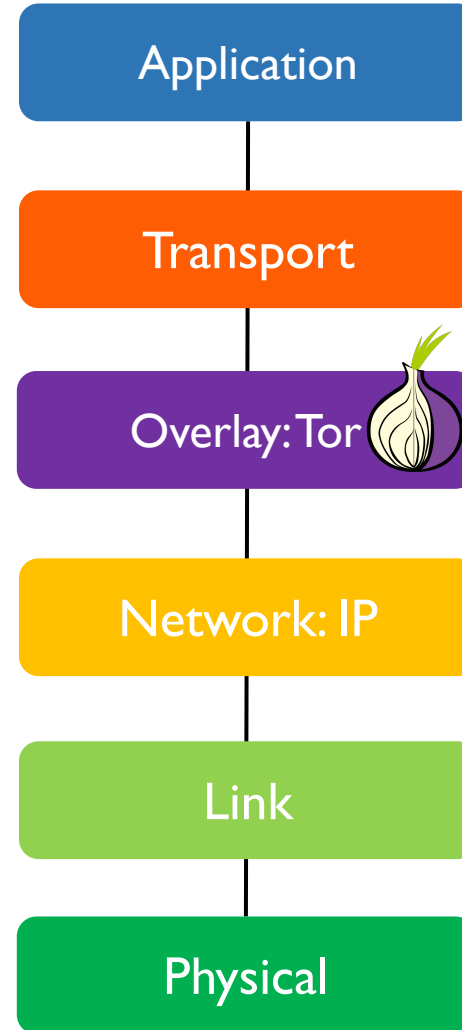 Application
Transport
Overlay: Tor
Network: IP
Link
Physical